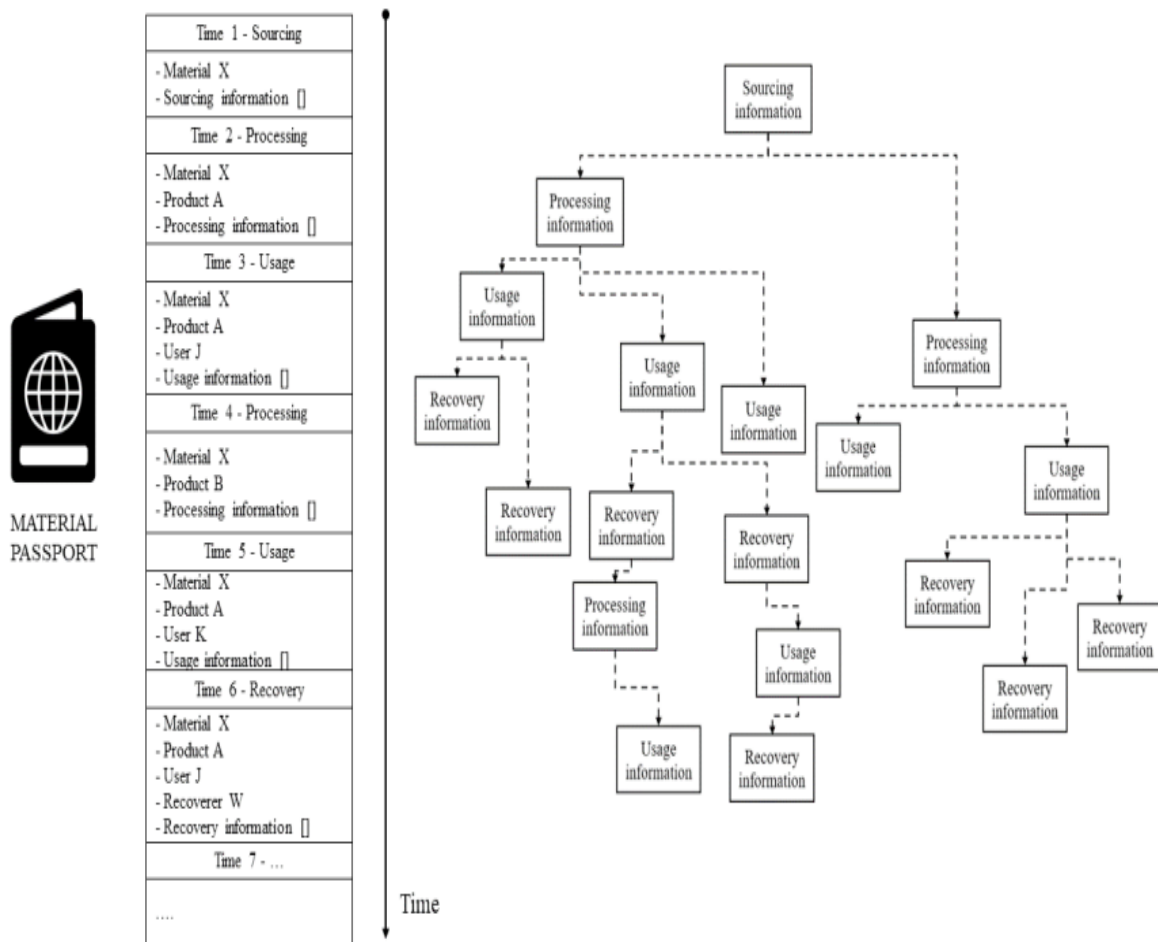 MATERIAL
PASSPORT
Time 1 - Sourcing
- Material X
- Sourcing information []
Time 2 - Processing
- Material X
- Product A
- Processing information []
Time 3 - Usage
- Material X
- Product A
- User J
- Usage information []
Time 4 - Processing
- Material X
- Product B
- Processing information []
Time 5 - Usage
- Material X
- Product A
- User K
- Usage information []
Time 6 - Recovery
- Material X
- Product A
- User J
- Recoverer W
- Recovery information []
Time 7 - ...
....
Time
Sourcing
information
Processing
information
Usage
information
Processing
information
Usage
information
Recovery
information
Usage
information
Usage
information
Usage
information
Recovery
information
Recovery
information
Recovery
information
Recovery
information
Processing
information
Recovery
information
Usage
information
Recovery
information
Usage
information
Recovery
information